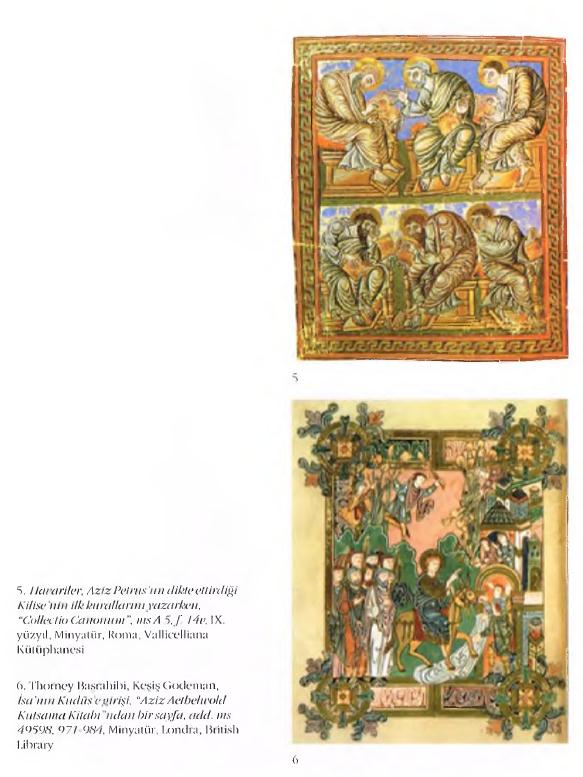 5
5. Havariler, Aziz Petrus'un dikte ettirdiği
Kilise'nin ilk kurallarını yazarken,
"Collectio Canonum", ms A 5, f. 14v, IX.
yüzyıl, Minyatür, Roma, Vallicelliana
Kütüphanesi
6. Thorney Başrahibi, Keşiş Godeman,
İsa'nın Kudüs'e girişi, "Aziz Aethelwold
Kutsama Kitabı"ndan bir sayfa, add. ms
49598, 971-984, Minyatür, Londra, British
Library
6